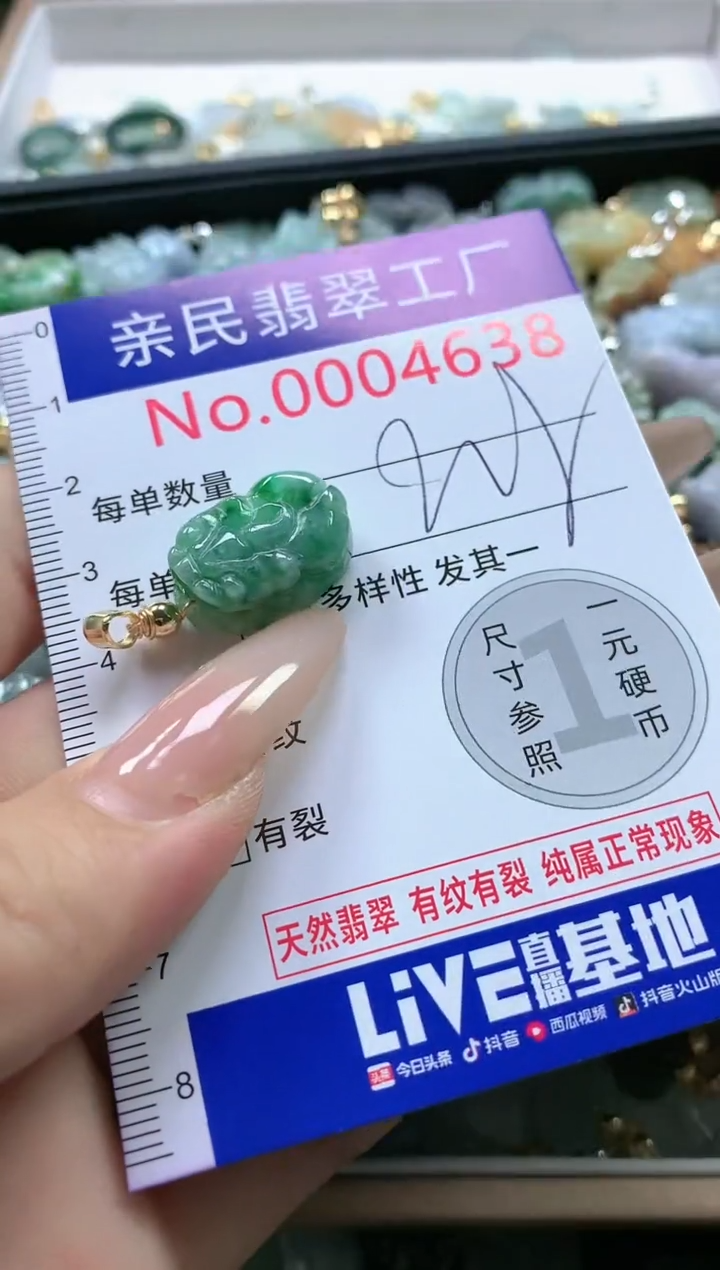 亲民翡翠工厂
No.0004638
每单数量
每单
多样性 发其一
纹
有裂
尺寸参照
1
一元硬币
天然翡翠 有纹有裂 纯属正常现象
LiVE直播基地
头条 今日头条 抖音 西瓜视频 抖音火山版
0
1
2
3
4
7
8